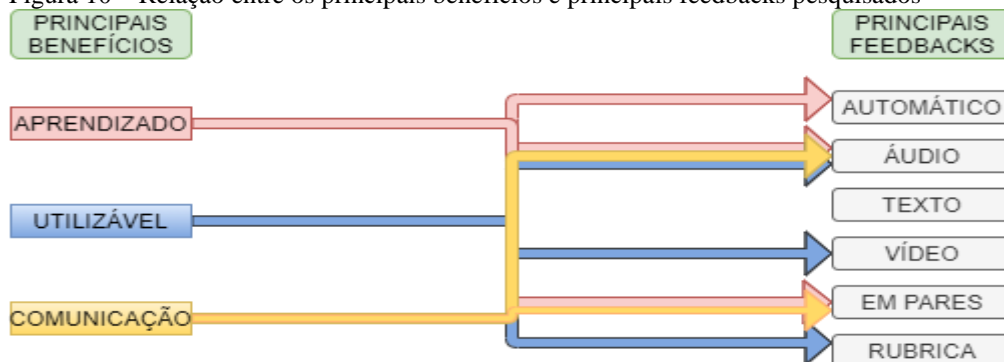 Figura 16 – Relação entre os principais benefícios e principais feedbacks pesquisados
PRINCIPAIS
BENEFÍCIOS
PRINCIPAIS
FEEDBACKS
APRENDIZADO
UTILIZÁVEL
COMUNICAÇÃO
AUTOMÁTICO
ÁUDIO
TEXTO
VÍDEO
EM PARES
RUBRICA